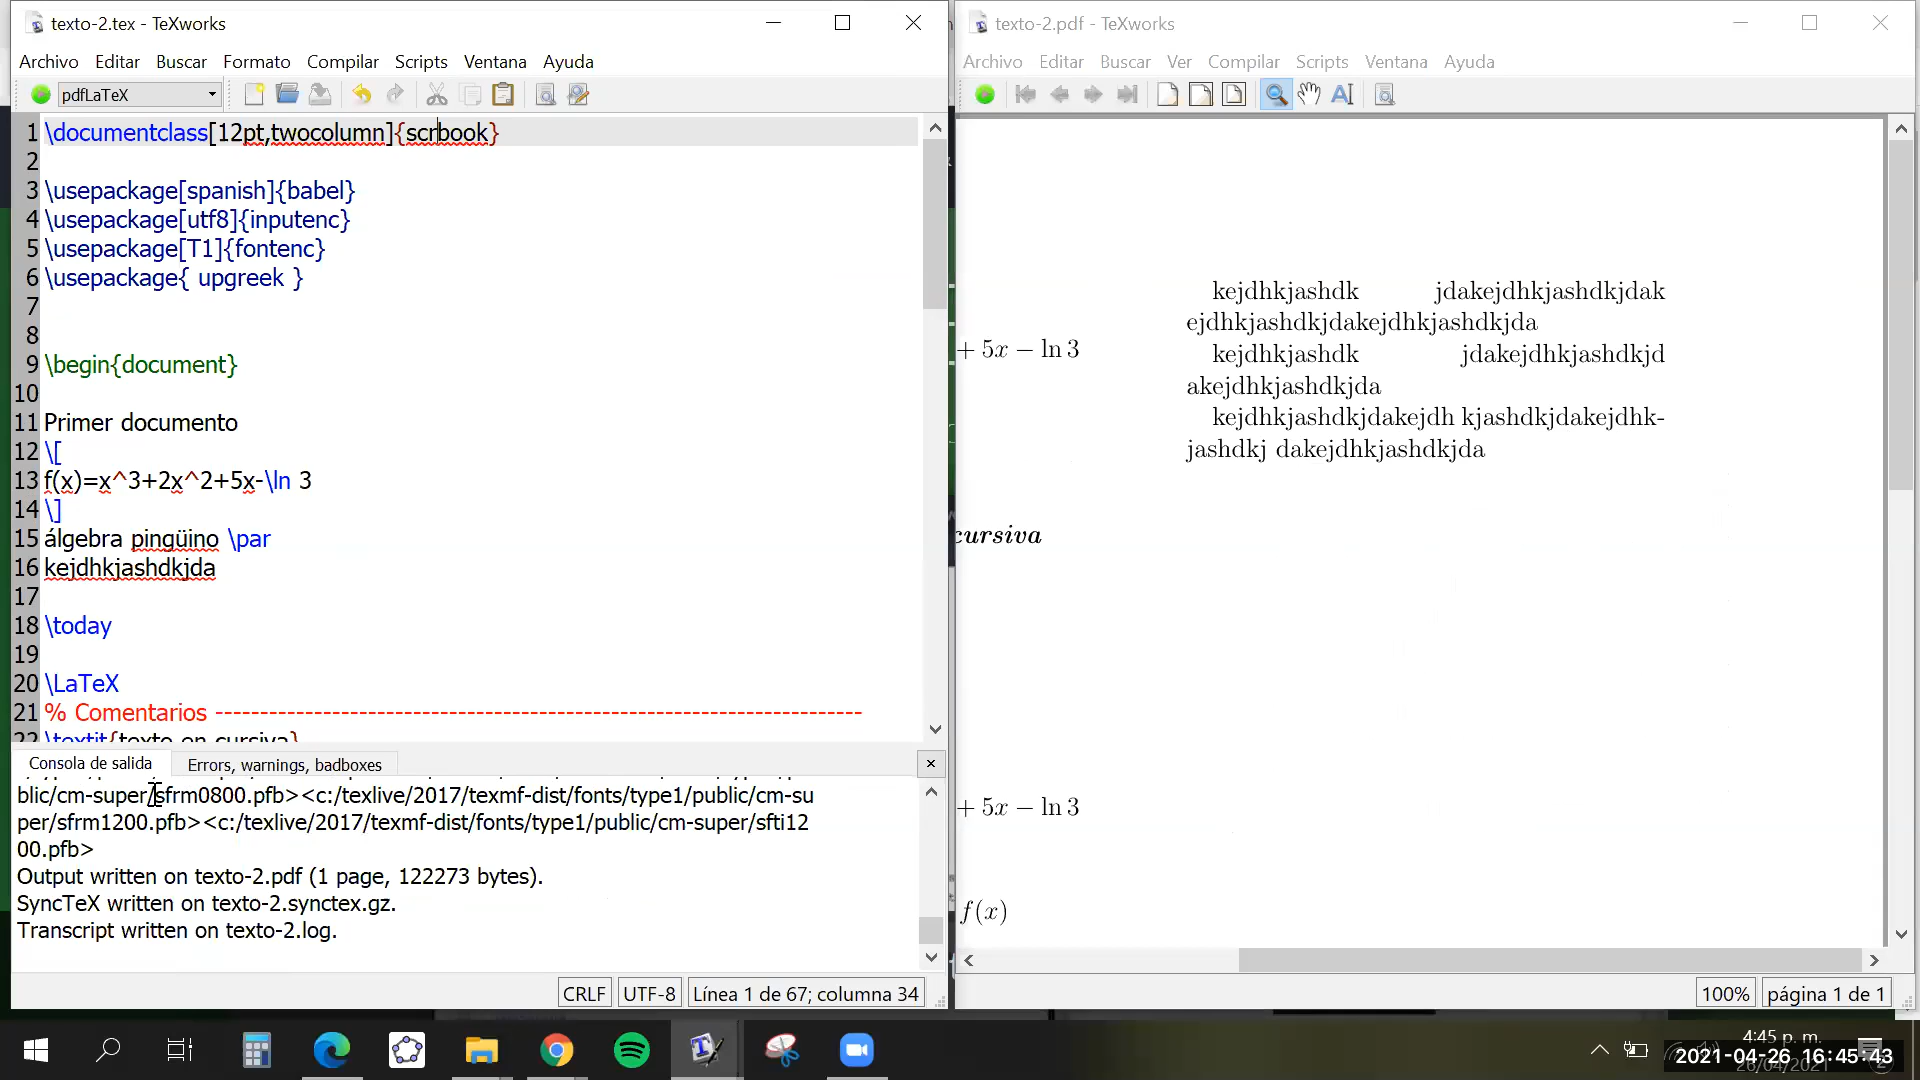 texto-2.tex - TeXworks
Archivo Editar Buscar Formato Compilar Scripts Ventana Ayuda
pdfLaTeX
1 \documentclass[12pt,twocolumn]{scrbook}
2
3 \usepackage[spanish]{babel}
4 \usepackage[utf8]{inputenc}
5 \usepackage[T1]{fontenc}
6 \usepackage{ upgreek }
7
8
9 \begin{document}
10
11 Primer documento
12 \[
13 f(x)=x^3+2x^2+5x-\ln 3
14 \]
15 álgebra pingüino \par
16 kejdhkjashdkjda
17
18 \today
19
20 \LaTeX
21 % Comentarios ------------------------------------------------------------------------
22 \textit{texto en cursiva}
Consola de salida Errors, warnings, badboxes
blic/cm-super/sfrm0800.pfb><c:/texlive/2017/texmf-dist/fonts/type1/public/cm-su
per/sfrm1200.pfb><c:/texlive/2017/texmf-dist/fonts/type1/public/cm-super/sfti12
00.pfb>
Output written on texto-2.pdf (1 page, 122273 bytes).
SyncTeX written on texto-2.synctex.gz.
Transcript written on texto-2.log.
CRLF UTF-8 Línea 1 de 67; columna 34
texto-2.pdf - TeXworks
Archivo Editar Buscar Ver Compilar Scripts Ventana Ayuda
+ 5x − ln 3
cursiva
+ 5x − ln 3
f(x)
kejdhkjashdk jdakejdhkjashdkjdak
ejdhkjashdkjdakejdhkjashdkjda
kejdhkjashdk jdakejdhkjashdkjd
akejdhkjashdkjda
kejdhkjashdkjdakejdh kjashdkjdakejdhk-
jashdkj dakejdhkjashdkjda
100% página 1 de 1
4:45 p. m.
2021-04-26 16:45:43
26/04/2021